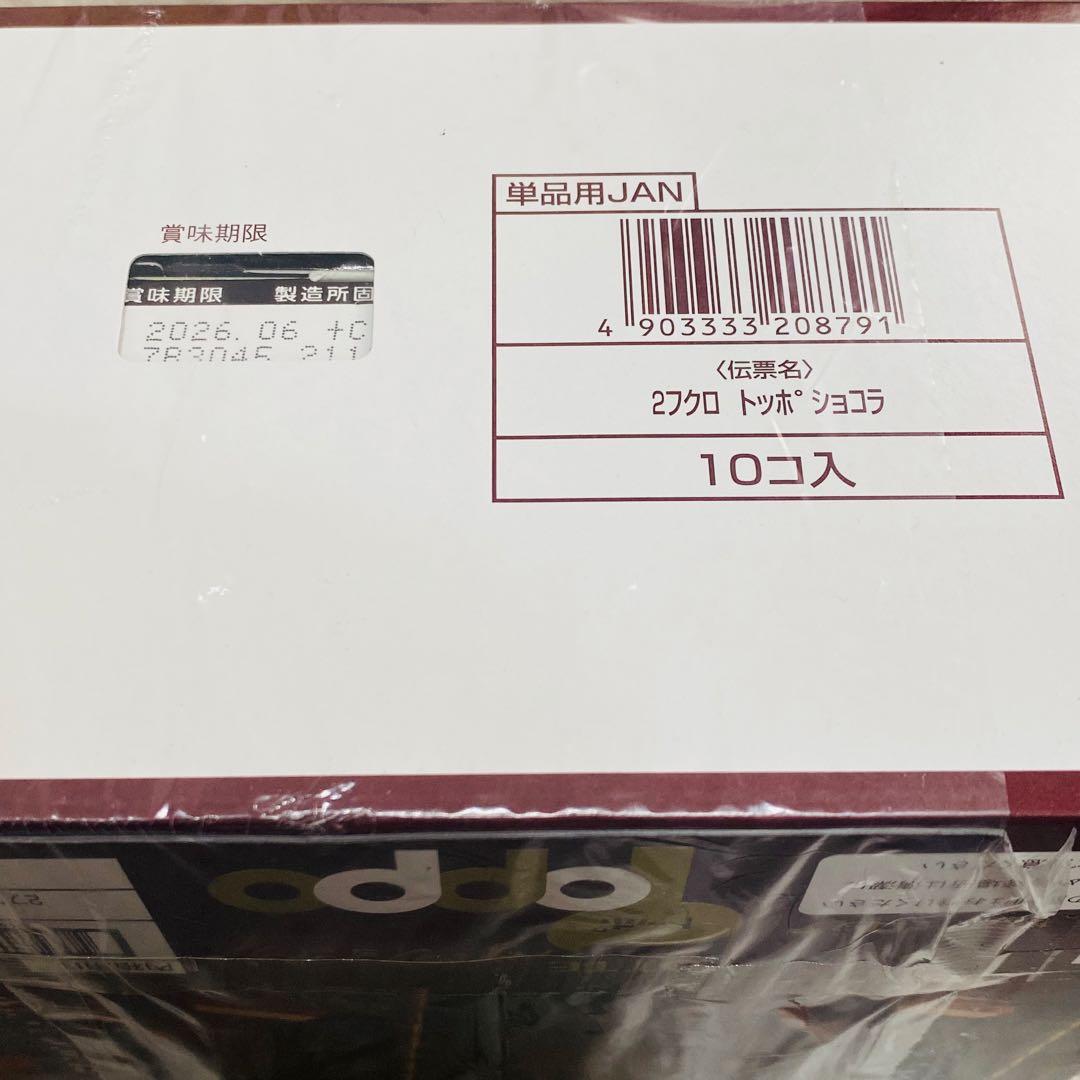 賞味期限
賞味期限 製造所固
2026.06 +C
単品用JAN
4 903333 208791
〈伝票名〉
2フクロ トッポ ショコラ
10コ入
Toppo